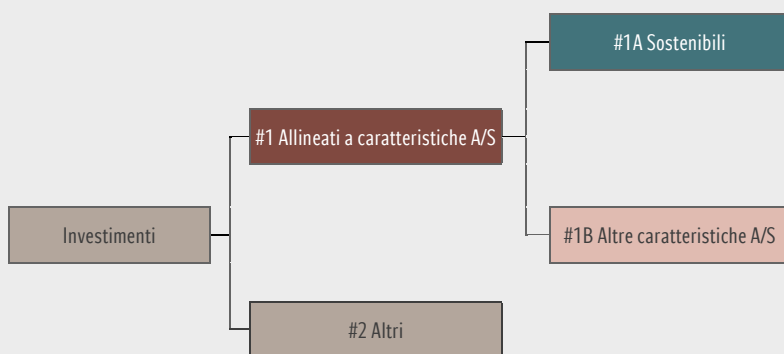 #1A Sostenibili
#1 Allineati a caratteristiche A/S
Investimenti
#1B Altre caratteristiche A/S
#2 Altri